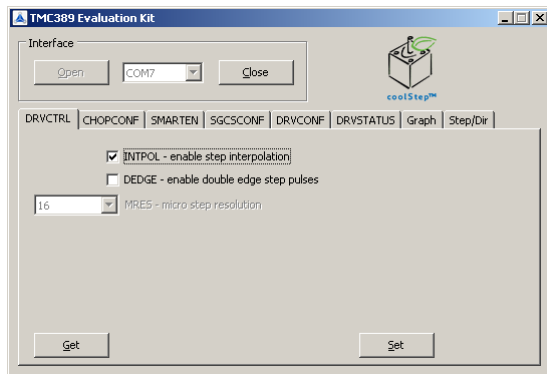 TMC389 Evaluation Kit
Interface
Open COM7 Close
coolStep™
DRVCTRL CHOPCONF SMARTEN SGCSCONF DRVCONF DRVSTATUS Graph Step/Dir
INTPOL - enable step interpolation
DEDGE - enable double edge step pulses
16 MRES - micro step resolution
Get Set